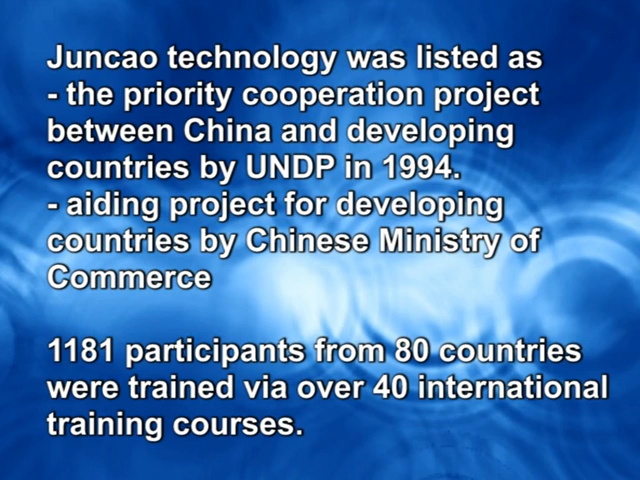 Juncao technology was listed as
- the priority cooperation project
between China and developing
countries by UNDP in 1994.
- aiding project for developing
countries by Chinese Ministry of
Commerce
1181 participants from 80 countries
were trained via over 40 international
training courses.